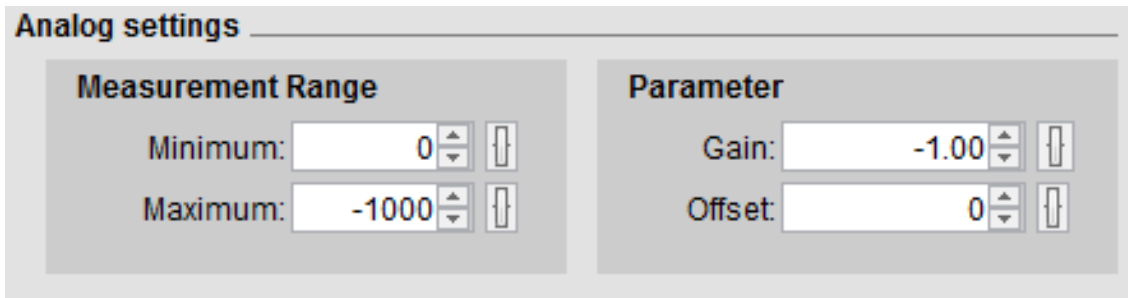 Analog settings
Measurement Range
Minimum: 0
Maximum: -1000
Parameter
Gain: -1.00
Offset: 0